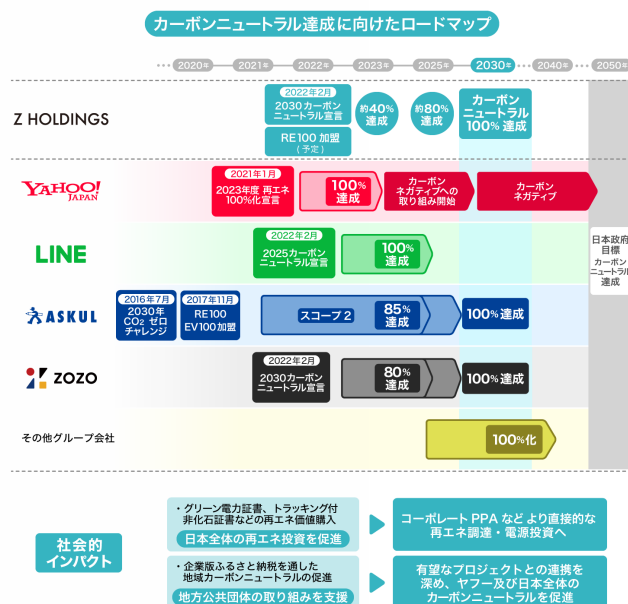 カーボンニュートラル達成に向けたロードマップ
2020年 2021年 2022年 2023年 2025年 2030年 2040年 2050年
Z HOLDINGS
2022年2月
2030カーボン
ニュートラル宣言
RE100 加盟
(予定)
約40%
達成
約80%
達成
カーボン
ニュートラル
100% 達成
YAHOO!
JAPAN
2021年1月
2023年度 再エネ
100%化宣言
100%
達成
カーボン
ネガティブへの
取り組み開始
カーボン
ネガティブ
LINE
2022年2月
2025カーボン
ニュートラル宣言
100%
達成
日本政府
目標
カーボン
ニュートラル
達成
ASKUL
2016年7月
2030年
CO2 ゼロ
チャレンジ
2017年11月
RE100
EV100加盟
スコープ 2
85%
達成
100% 達成
ZOZO
2022年2月
2030カーボン
ニュートラル宣言
80%
達成
100% 達成
その他グループ会社
100%化
社会的
インパクト
・グリーン電力証書、トラッキング付
非化石証書などの再エネ価値購入
日本全体の再エネ投資を促進
コーポレート PPA など より直接的な
再エネ調達・電源投資へ
・企業版ふるさと納税を通した
地域カーボンニュートラルの促進
地方公共団体の取り組みを支援
有望なプロジェクトとの連携を
深め、ヤフー及び日本全体の
カーボンニュートラルを促進